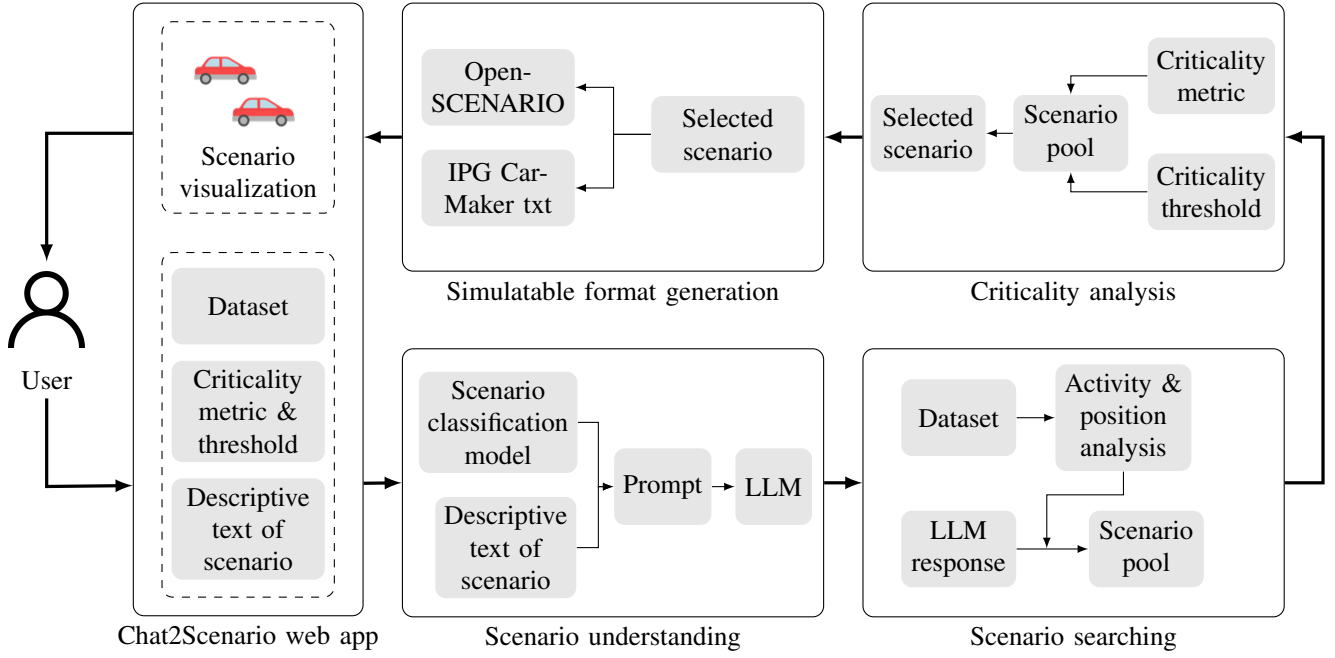 User
Scenario
visualization
Dataset
Criticality
metric &
threshold
Descriptive
text of
scenario
Chat2Scenario web app
Open-
SCENARIO
IPG Car-
Maker txt
Selected
scenario
Simulatable format generation
Criticality
metric
Selected
scenario
Scenario
pool
Criticality
threshold
Criticality analysis
Scenario
classification
model
Descriptive
text of
scenario
Prompt
LLM
Scenario understanding
Dataset
Activity &
position
analysis
LLM
response
Scenario
pool
Scenario searching